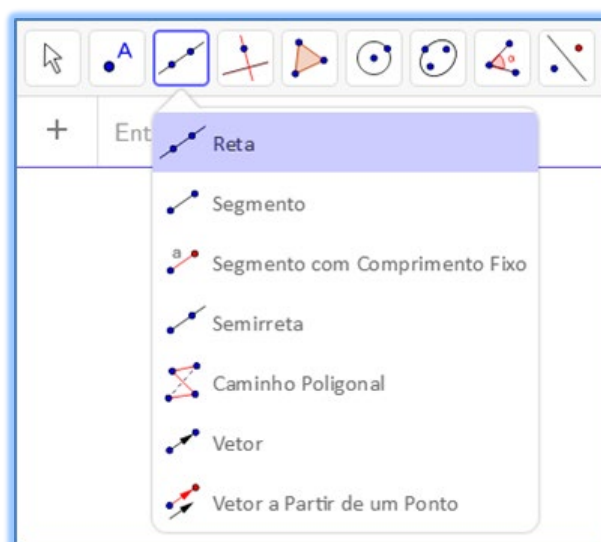 A
+ Ent
Reta
Segmento
a
Segmento com Comprimento Fixo
Semirreta
Caminho Poligonal
Vetor
Vetor a Partir de um Ponto